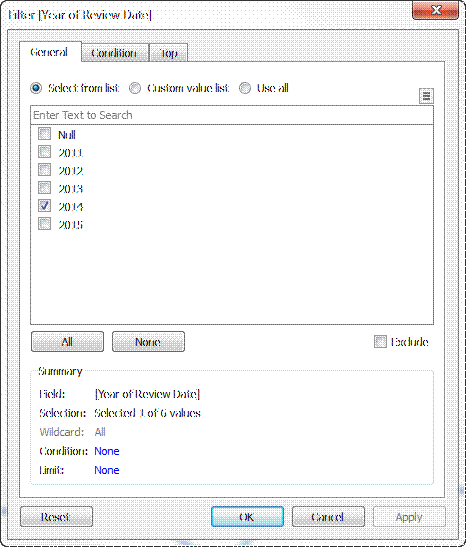 Filter [Year of Review Date]
General Condition Top
Select from list Custom value list Use all
Enter Text to Search
Null
2011
2012
2013
2014
2015
All None Exclude
Summary
Field: [Year of Review Date]
Selection: Selected 1 of 6 values
Wildcard: All
Condition: None
Limit: None
Reset OK Cancel Apply